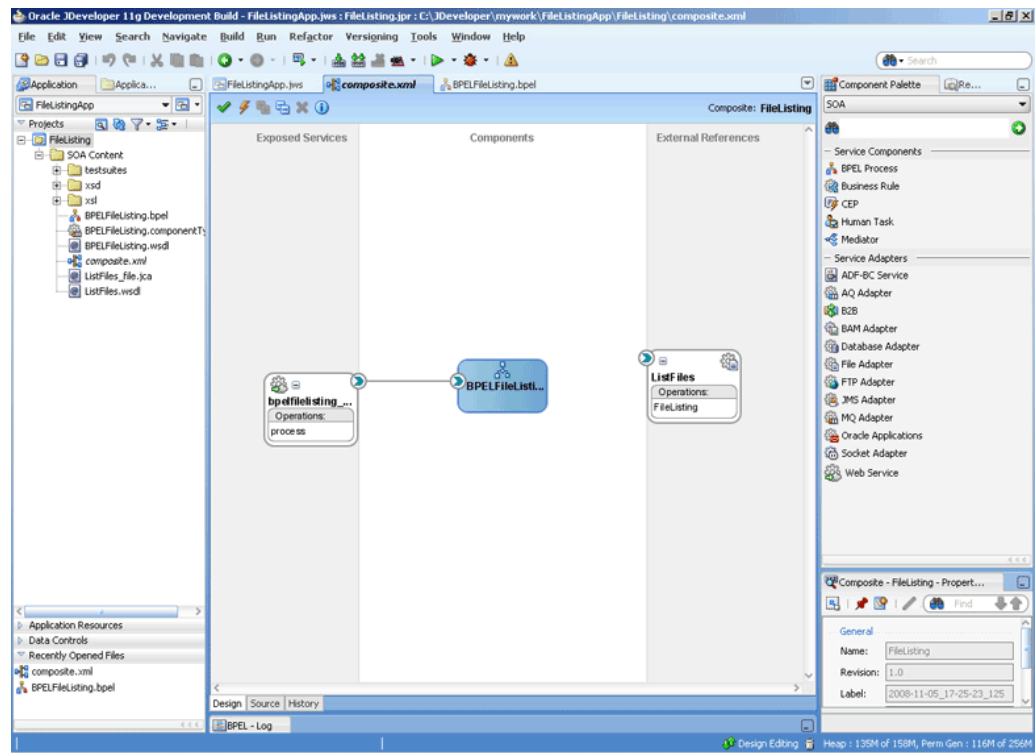 Oracle JDeveloper 11g Development Build - FileListingApp.jws : FileListing.jpr : C:\JDeveloper\mywork\FileListingApp\FileListing\composite.xml
File Edit View Search Navigate Build Run Refactor Versioning Tools Window Help
Search
Application
Applica...
FileListingApp
Projects
FileListing
SOA Content
testsuites
xsd
xsl
BPELFileListing.bpel
BPELFileListing.componentTy
BPELFileListing.wsdl
composite.xml
ListFiles_file.jca
ListFiles.wsdl
Application Resources
Data Controls
Recently Opened Files
composite.xml
BPELFileListing.bpel
FileListingApp.jws
composite.xml
BPELFileListing.bpel
Composite: FileListing
Exposed Services
Components
External References
bpelfilelisting_...
Operations:
process
BPELFileListi...
ListFiles
Operations:
FileListing
Design Source History
BPEL - Log
Component Palette
Re...
SOA
Service Components
BPEL Process
Business Rule
CEP
Human Task
Mediator
Service Adapters
ADF-BC Service
AQ Adapter
B2B
BAM Adapter
Database Adapter
File Adapter
FTP Adapter
JMS Adapter
MQ Adapter
Oracle Applications
Socket Adapter
Web Service
Composite - FileListing - Propert...
Find
General
Name: FileListing
Revision: 1.0
Label: 2008-11-05_17-25-23_125
Design Editing
Heap : 135M of 158M, Perm Gen : 116M of 256M